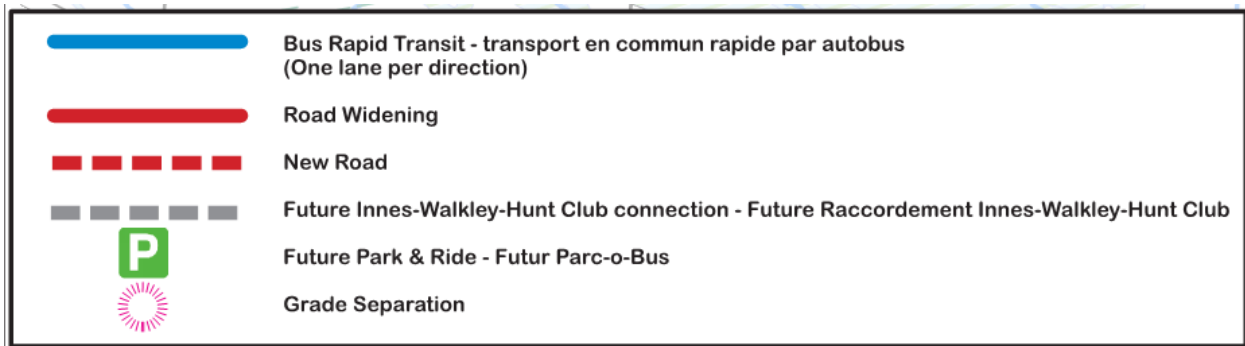 Bus Rapid Transit - transport en commun rapide par autobus
(One lane per direction)
Road Widening
New Road
Future Innes-Walkley-Hunt Club connection - Future Raccordement Innes-Walkley-Hunt Club
P
Future Park & Ride - Futur Parc-o-Bus
Grade Separation